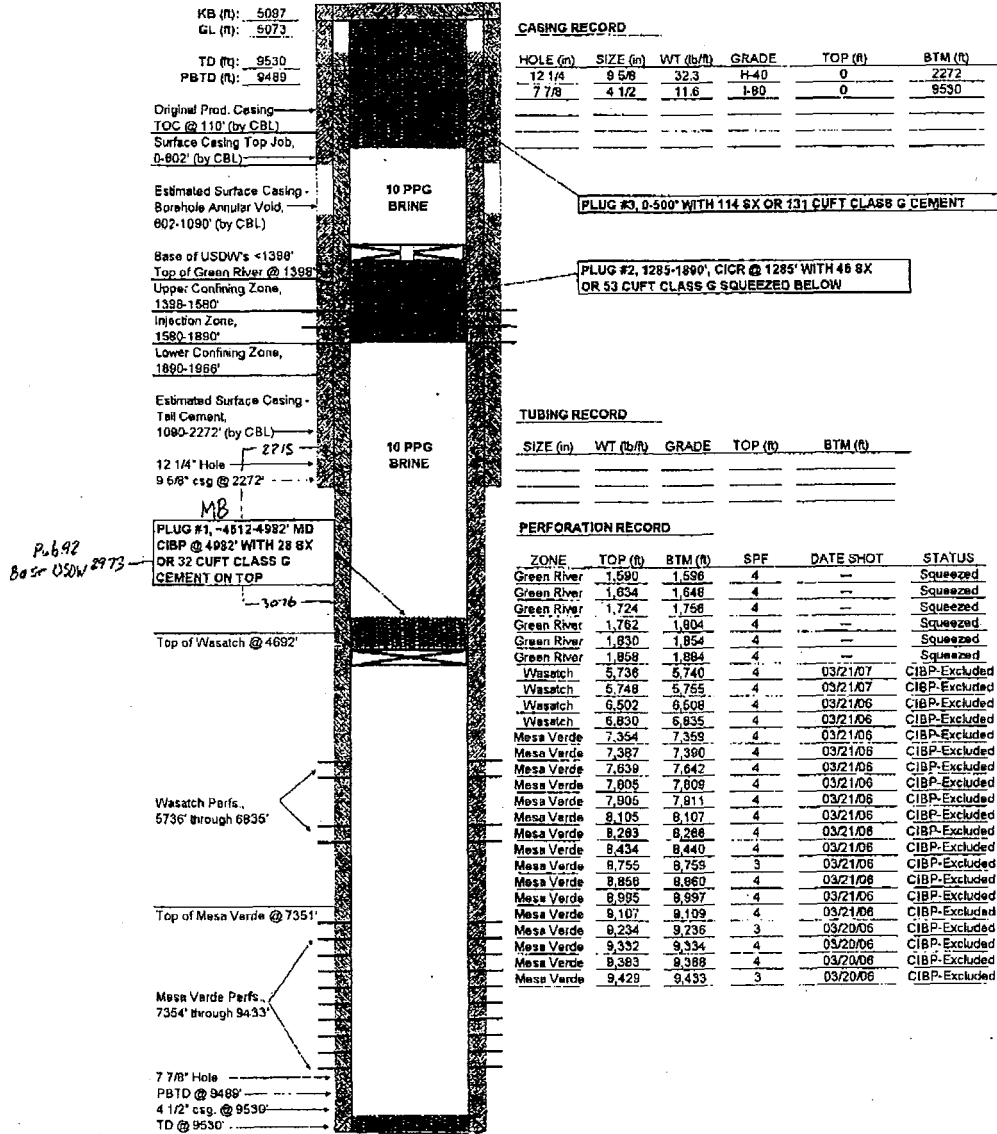 KB (ft): 5097
GL (ft): 5073
TD (ft): 9530
PBTD (ft): 9489
Original Prod. Casing
TOC @ 110' (by CBL)
Surface Casing Top Job,
0-602' (by CBL)
Estimated Surface Casing -
Borehole Annular Void,
602-1090' (by CBL)
Base of USDW's <1398'
Top of Green River @ 1398'
Upper Confining Zone,
1398-1580'
Injection Zone,
1580-1890'
Lower Confining Zone,
1890-1966'
Estimated Surface Casing -
Tail Cement,
1090-2272' (by CBL)
2215
12 1/4" Hole
9 5/8" csg @ 2272'
MB
PLUG #1, ~4612-4982' MD
CIBP @ 4982' WITH 28 SX
OR 32 CUFT CLASS G
CEMENT ON TOP
Pub 92
Base USDW 2973
3076
Top of Wasatch @ 4692'
Wasatch Perfs.,
5736' through 6835'
Top of Mesa Verde @ 7351'
Mesa Verde Perfs.,
7354' through 9433'
7 7/8" Hole
PBTD @ 9489'
4 1/2" csg. @ 9530'
TD @ 9530'
10 PPG
BRINE
10 PPG
BRINE
CASING RECORD
HOLE (in) SIZE (in) WT (lb/ft) GRADE TOP (ft) BTM (ft)
12 1/4 9 5/8 32.3 H-40 0 2272
7 7/8 4 1/2 11.6 I-80 0 9530
PLUG #3, 0-500' WITH 114 SX OR 131 CUFT CLASS G CEMENT
PLUG #2, 1285-1890', CICR @ 1285' WITH 46 SX
OR 53 CUFT CLASS G SQUEEZED BELOW
TUBING RECORD
SIZE (in) WT (lb/ft) GRADE TOP (ft) BTM (ft)
PERFORATION RECORD
ZONE TOP (ft) BTM (ft) SPF DATE SHOT STATUS
Green River 1,590 1,596 4 — Squeezed
Green River 1,634 1,648 4 — Squeezed
Green River 1,724 1,756 4 — Squeezed
Green River 1,762 1,804 4 — Squeezed
Green River 1,830 1,854 4 — Squeezed
Green River 1,858 1,884 4 — Squeezed
Wasatch 5,736 5,740 4 03/21/07 CIBP-Excluded
Wasatch 5,748 5,755 4 03/21/07 CIBP-Excluded
Wasatch 6,502 6,508 4 03/21/06 CIBP-Excluded
Wasatch 6,830 6,835 4 03/21/06 CIBP-Excluded
Mesa Verde 7,354 7,359 4 03/21/06 CIBP-Excluded
Mesa Verde 7,387 7,390 4 03/21/06 CIBP-Excluded
Mesa Verde 7,639 7,642 4 03/21/06 CIBP-Excluded
Mesa Verde 7,805 7,809 4 03/21/06 CIBP-Excluded
Mesa Verde 7,905 7,911 4 03/21/06 CIBP-Excluded
Mesa Verde 8,105 8,107 4 03/21/06 CIBP-Excluded
Mesa Verde 8,263 8,266 4 03/21/06 CIBP-Excluded
Mesa Verde 8,434 8,440 4 03/21/06 CIBP-Excluded
Mesa Verde 8,755 8,759 3 03/21/06 CIBP-Excluded
Mesa Verde 8,856 8,860 4 03/21/06 CIBP-Excluded
Mesa Verde 8,995 8,997 4 03/21/06 CIBP-Excluded
Mesa Verde 9,107 9,109 4 03/21/06 CIBP-Excluded
Mesa Verde 9,234 9,236 3 03/20/06 CIBP-Excluded
Mesa Verde 9,332 9,334 4 03/20/06 CIBP-Excluded
Mesa Verde 9,383 9,388 4 03/20/06 CIBP-Excluded
Mesa Verde 9,429 9,433 3 03/20/06 CIBP-Excluded